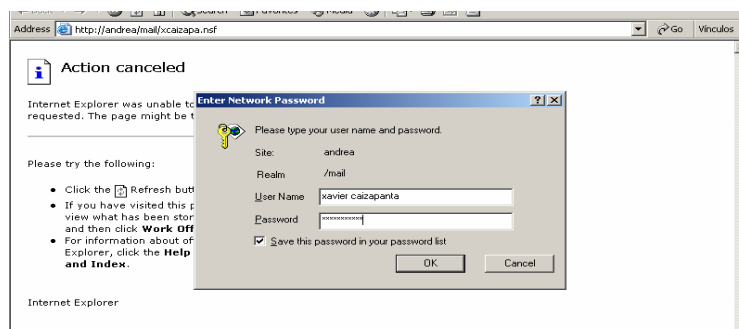 Search Favorites Media
Address http://andrea/mail/xcaizapa.nsf Go Vínculos
Action canceled
Internet Explorer was unable to
requested. The page might be
Please try the following:
Click the Refresh butt
If you have visited this p
view what has been stor
and then click Work Off
For information about of
Explorer, click the Help
and Index.
Internet Explorer
Enter Network Password
Please type your user name and password.
Site: andrea
Realm /mail
User Name xavier caizapanta
Password ***********
Save this password in your password list
OK Cancel